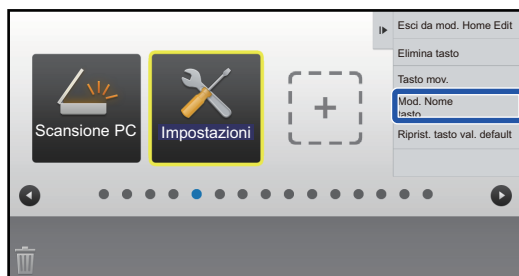 Esci da mod. Home Edit
Elimina tasto
Tasto mov.
Mod. Nome
tasto
Riprist. tasto val. default
Scansione PC
Impostazioni